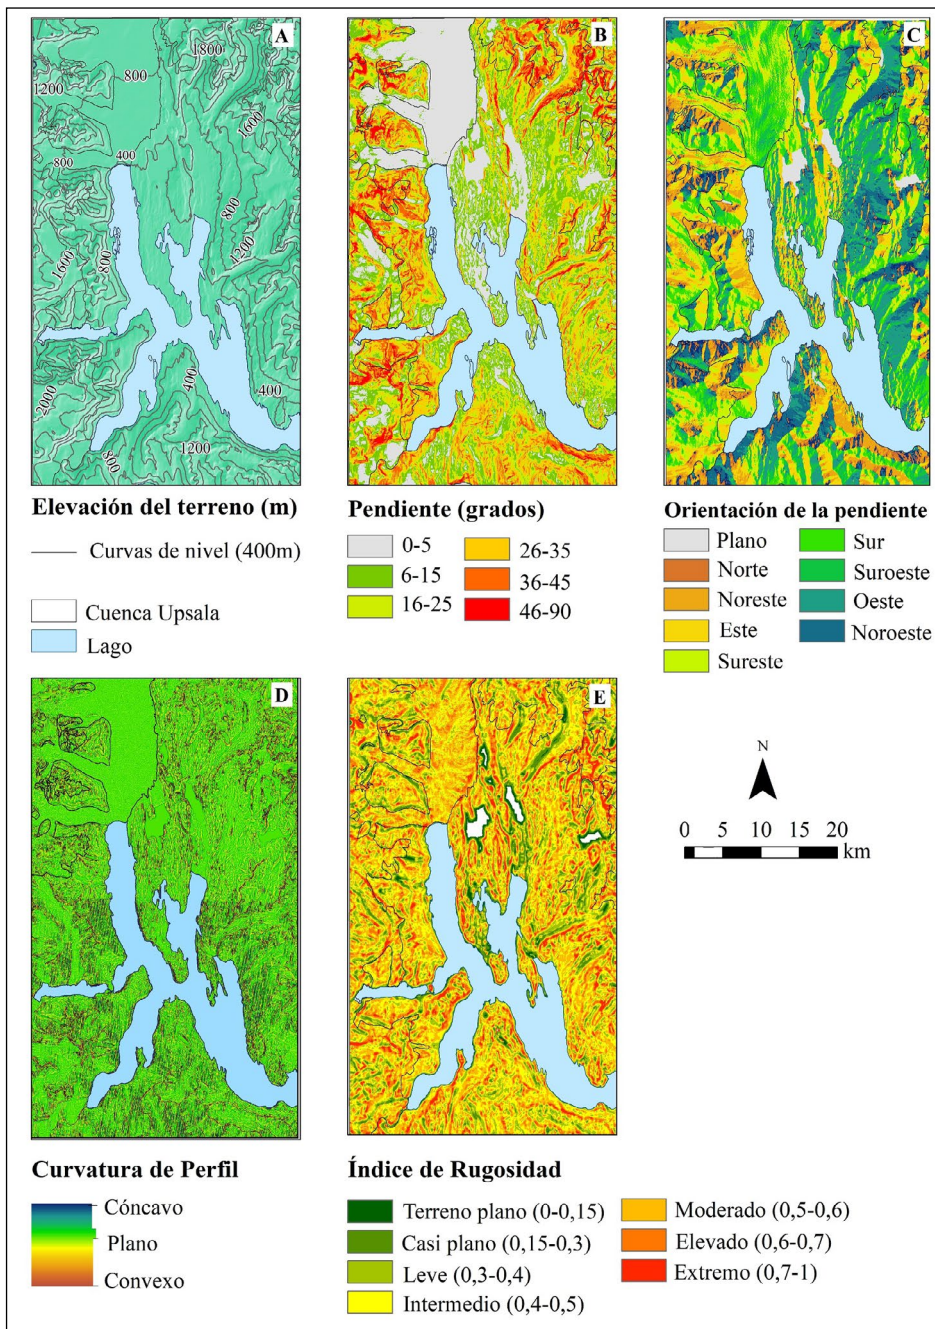 A
1800
800
1200
1600
800
400
800
1200
1600
800
400
400
2000
1200
800
B
C
Elevación del terreno (m)
Curvas de nivel (400m)
Cuenca Upsala
Lago
Pendiente (grados)
0-5
26-35
6-15
36-45
16-25
46-90
Orientación de la pendiente
Plano
Sur
Norte
Suroeste
Noreste
Oeste
Este
Noroeste
Sureste
D
E
N
0 5 10 15 20
km
Curvatura de Perfil
Cóncavo
Plano
Convexo
Índice de Rugosidad
Terreno plano (0-0,15)
Moderado (0,5-0,6)
Casi plano (0,15-0,3)
Elevado (0,6-0,7)
Leve (0,3-0,4)
Extremo (0,7-1)
Intermedio (0,4-0,5)